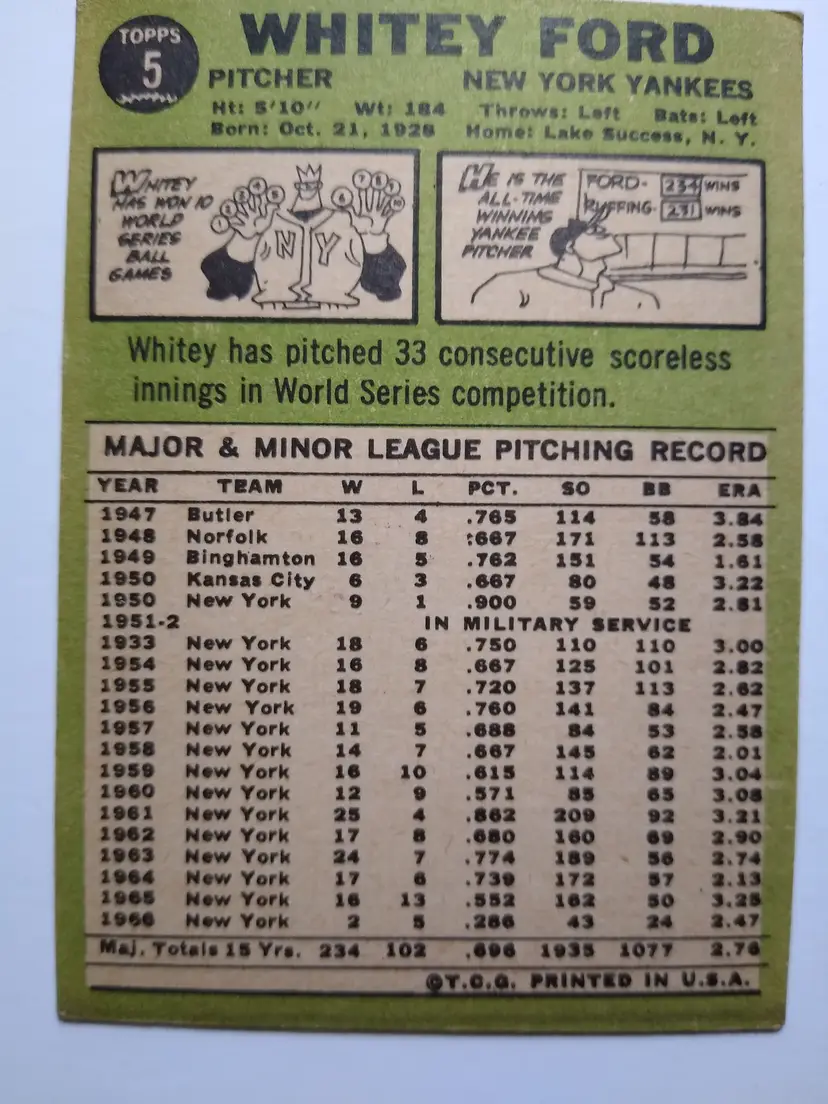 TOPPS
5
WHITEY FORD
PITCHER NEW YORK YANKEES
Ht: 5'10" Wt: 184 Throws: Left Bats: Left
Born: Oct. 21, 1928 Home: Lake Success, N. Y.
WHITEY
HAS WON 10
WORLD
SERIES
BALL
GAMES
1 2 3 4 5 6 7 8 9 10
NY
HE IS THE
ALL-TIME
WINNING
YANKEE
PITCHER
FORD- 234 WINS
RUFFING- 231 WINS
Whitey has pitched 33 consecutive scoreless
innings in World Series competition.
MAJOR & MINOR LEAGUE PITCHING RECORD
YEAR TEAM W L PCT. SO BB ERA
1947 Butler 13 4 .765 114 58 3.84
1948 Norfolk 16 8 :667 171 113 2.58
1949 Binghamton 16 5 .762 151 54 1.61
1950 Kansas City 6 3 .667 80 48 3.22
1950 New York 9 1 .900 59 52 2.81
1951-2 IN MILITARY SERVICE
1933 New York 18 6 .750 110 110 3.00
1954 New York 16 8 .667 125 101 2.82
1955 New York 18 7 .720 137 113 2.62
1956 New York 19 6 .760 141 84 2.47
1957 New York 11 5 .688 84 53 2.58
1958 New York 14 7 .667 145 62 2.01
1959 New York 16 10 .615 114 89 3.04
1960 New York 12 9 .571 85 65 3.08
1961 New York 25 4 .862 209 92 3.21
1962 New York 17 8 .680 160 69 2.90
1963 New York 24 7 .774 189 56 2.74
1964 New York 17 6 .739 172 57 2.13
1965 New York 16 13 .552 162 50 3.25
1966 New York 2 5 .286 43 24 2.47
Maj. Totals 15 Yrs. 234 102 .696 1935 1077 2.76
©T.C.G. PRINTED IN U.S.A.